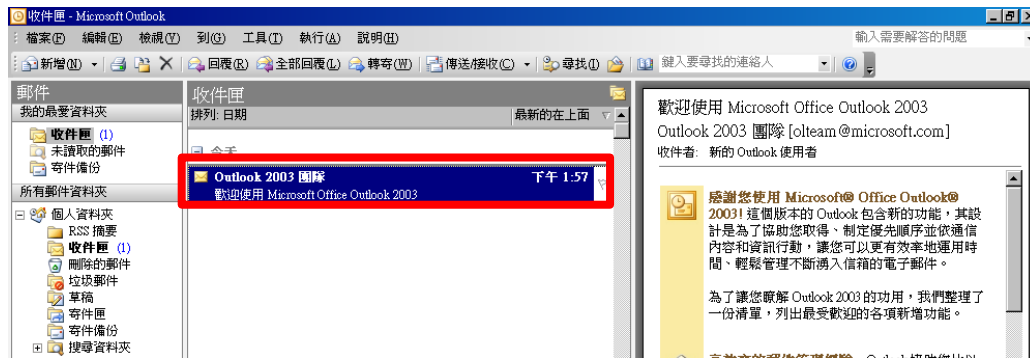 收件匣 - Microsoft Outlook
檔案(F) 編輯(E) 檢視(V) 到(G) 工具(T) 執行(A) 說明(H) 輸入需要解答的問題
新增(N) 回覆(R) 全部回覆(L) 轉寄(W) 傳送/接收(C) 尋找(I) 鍵入要尋找的連絡人
郵件
我的最愛資料夾
收件匣 (1)
未讀取的郵件
寄件備份
所有郵件資料夾
個人資料夾
RSS 摘要
收件匣 (1)
刪除的郵件
垃圾郵件
草稿
寄件匣
寄件備份
搜尋資料夾
收件匣
排列: 日期 最新的在上面
今天
Outlook 2003 團隊 下午 1:57
歡迎使用 Microsoft Office Outlook 2003
歡迎使用 Microsoft Office Outlook 2003
Outlook 2003 團隊 [olteam@microsoft.com]
收件者: 新的 Outlook 使用者
感謝您使用 Microsoft® Office Outlook®
2003! 這個版本的 Outlook 包含新的功能，其設
計是為了協助您取得、制定優先順序並依通信
內容和資訊行動，讓您可以更有效率地運用時
間、輕鬆管理不斷湧入信箱的電子郵件。
為了讓您瞭解 Outlook 2003 的功用，我們整理了
一份清單，列出最受歡迎的各項新增功能。